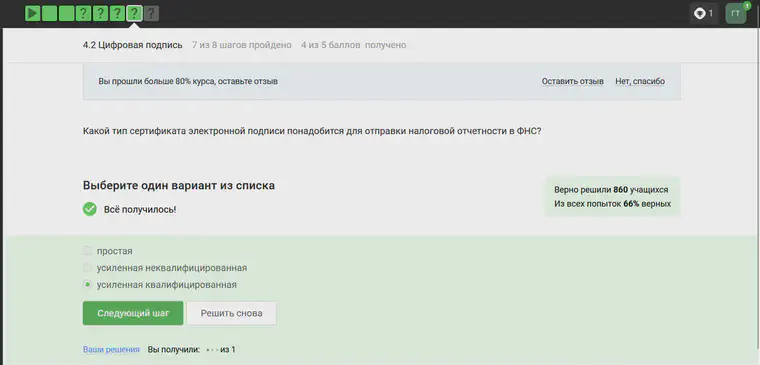 ? ? ? ? ?
1
ГТ
1
4.2 Цифровая подпись 7 из 8 шагов пройдено 4 из 5 баллов получено
Вы прошли больше 80% курса, оставьте отзыв Оставить отзыв Нет, спасибо
Какой тип сертификата электронной подписи понадобится для отправки налоговой отчетности в ФНС?
Выберите один вариант из списка
Всё получилось!
Верно решили 860 учащихся
Из всех попыток 66% верных
простая
усиленная неквалифицированная
усиленная квалифицированная
Следующий шаг Решить снова
Ваши решения Вы получили: из 1